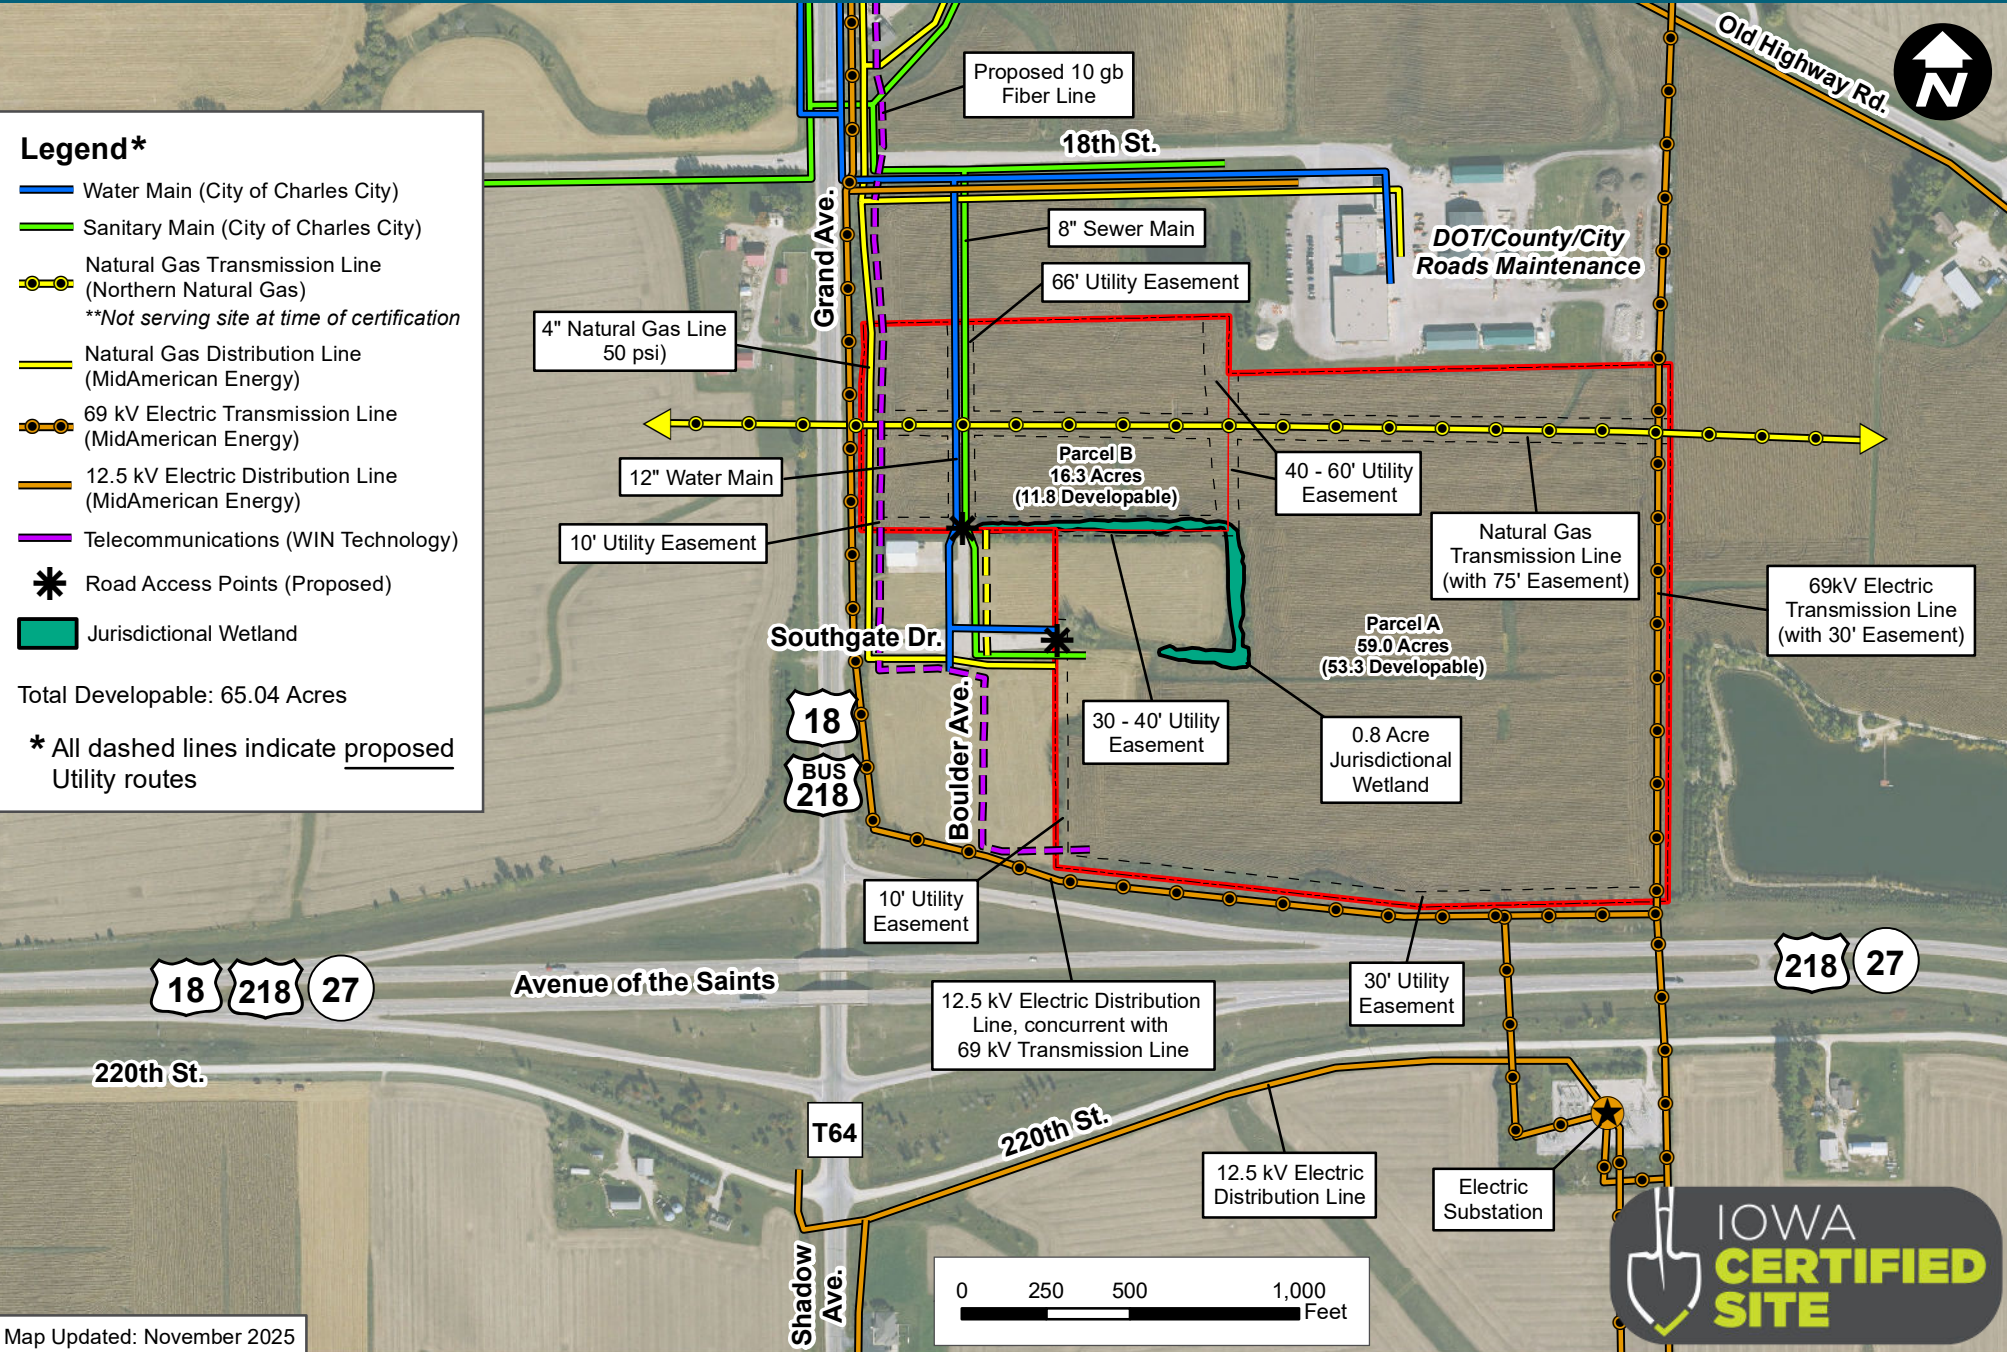 Old Highway Rd.
N
Proposed 10 gb
Fiber Line
18th St.
Legend*
Water Main (City of Charles City)
Sanitary Main (City of Charles City)
Natural Gas Transmission Line
(Northern Natural Gas)
**Not serving site at time of certification
Natural Gas Distribution Line
(MidAmerican Energy)
69 kV Electric Transmission Line
(MidAmerican Energy)
12.5 kV Electric Distribution Line
(MidAmerican Energy)
Telecommunications (WIN Technology)
Road Access Points (Proposed)
Jurisdictional Wetland
Total Developable: 65.04 Acres
* All dashed lines indicate proposed
Utility routes
Grand Ave.
8" Sewer Main
66' Utility Easement
DOT/County/City
Roads Maintenance
4" Natural Gas Line
50 psi)
12" Water Main
Parcel B
16.3 Acres
(11.8 Developable)
40 - 60' Utility
Easement
10' Utility Easement
Natural Gas
Transmission Line
(with 75' Easement)
69kV Electric
Transmission Line
(with 30' Easement)
Southgate Dr.
Parcel A
59.0 Acres
(53.3 Developable)
18
BUS
218
Boulder Ave.
30 - 40' Utility
Easement
0.8 Acre
Jurisdictional
Wetland
10' Utility
Easement
18
218
27
Avenue of the Saints
12.5 kV Electric Distribution
Line, concurrent with
69 kV Transmission Line
30' Utility
Easement
218
27
220th St.
T64
220th St.
12.5 kV Electric
Distribution Line
Electric
Substation
Shadow
Ave.
0 250 500 1,000
Feet
IOWA
CERTIFIED
SITE
Map Updated: November 2025